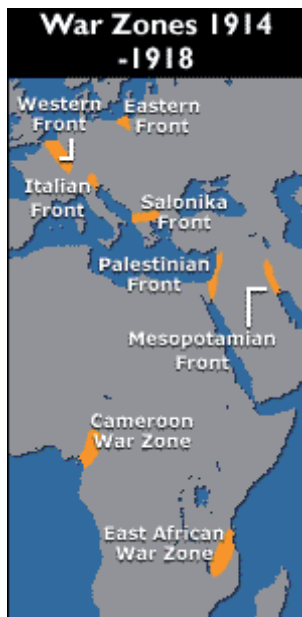 War Zones 1914
-1918
Western
Front
Eastern
Front
Italian
Front
Salonika
Front
Palestinian
Front
Mesopotamian
Front
Cameroon
War Zone
East African
War Zone